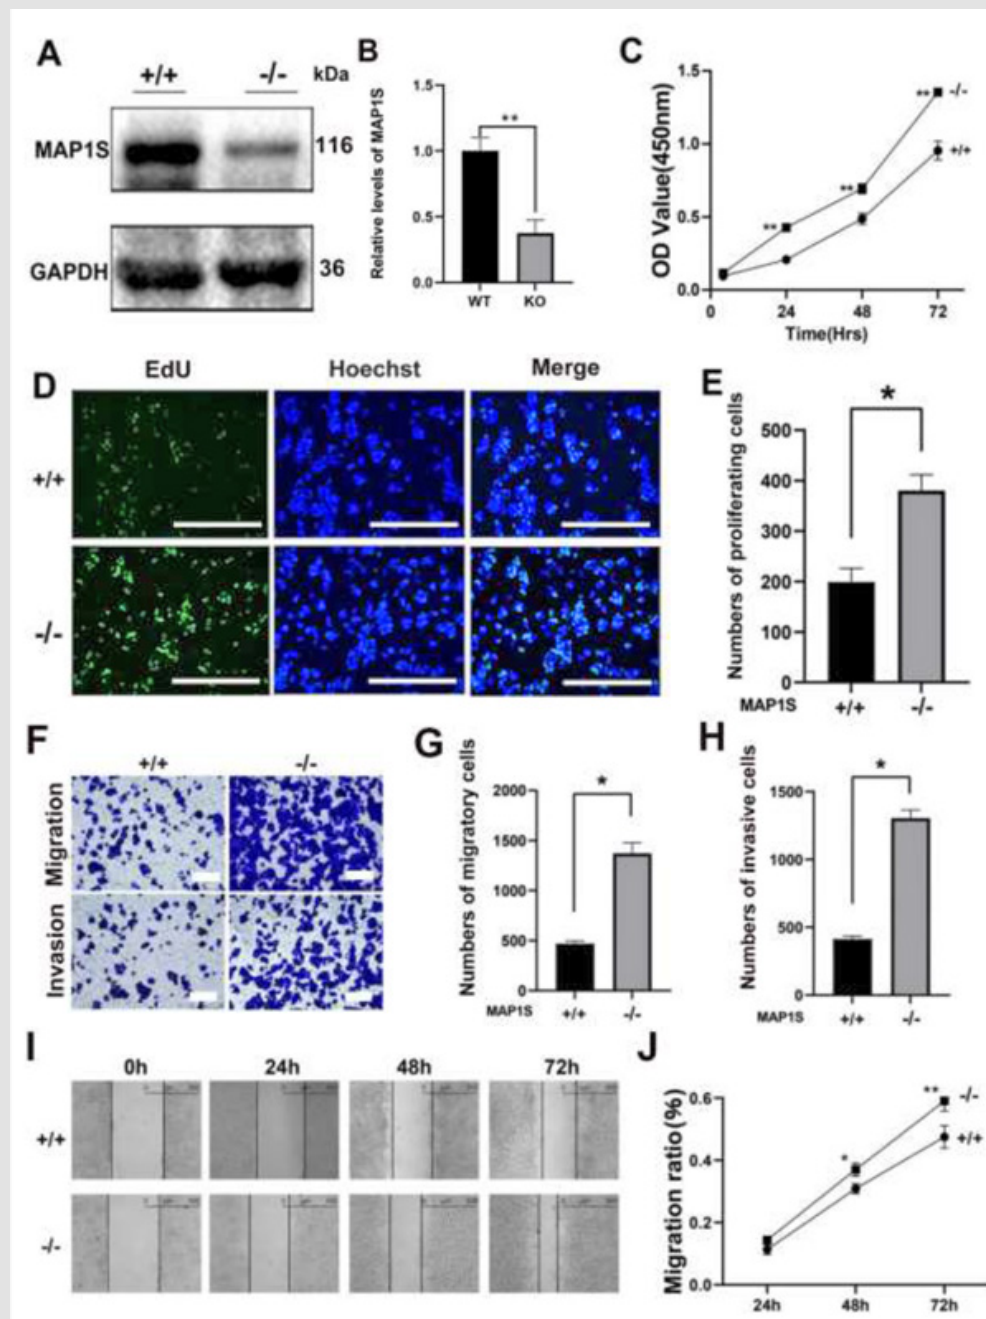 A
+/+ -/- kDa
MAP1S 116
GAPDH 36
B
Relative levels of MAP1S
1.5
1.0
0.5
0.0
**
WT KO
C
OD Value(450nm)
1.5
1.0
0.5
0.0
** ** **
-/-
+/+
0 24 48 72
Time(Hrs)
D
EdU Hoechst Merge
+/+
-/-
E
Numbers of proliferating cells
500
400
300
200
100
0
*
MAP1S +/+ -/-
F
+/+ -/-
Migration
Invasion
G
Numbers of migratory cells
2000
1500
1000
500
0
*
MAP1S +/+ -/-
H
Numbers of invasive cells
1500
1000
500
0
*
MAP1S +/+ -/-
I
0h 24h 48h 72h
+/+
-/-
J
Migration ratio(%)
0.6
0.4
0.2
0.0
* **
-/-
+/+
24h 48h 72h